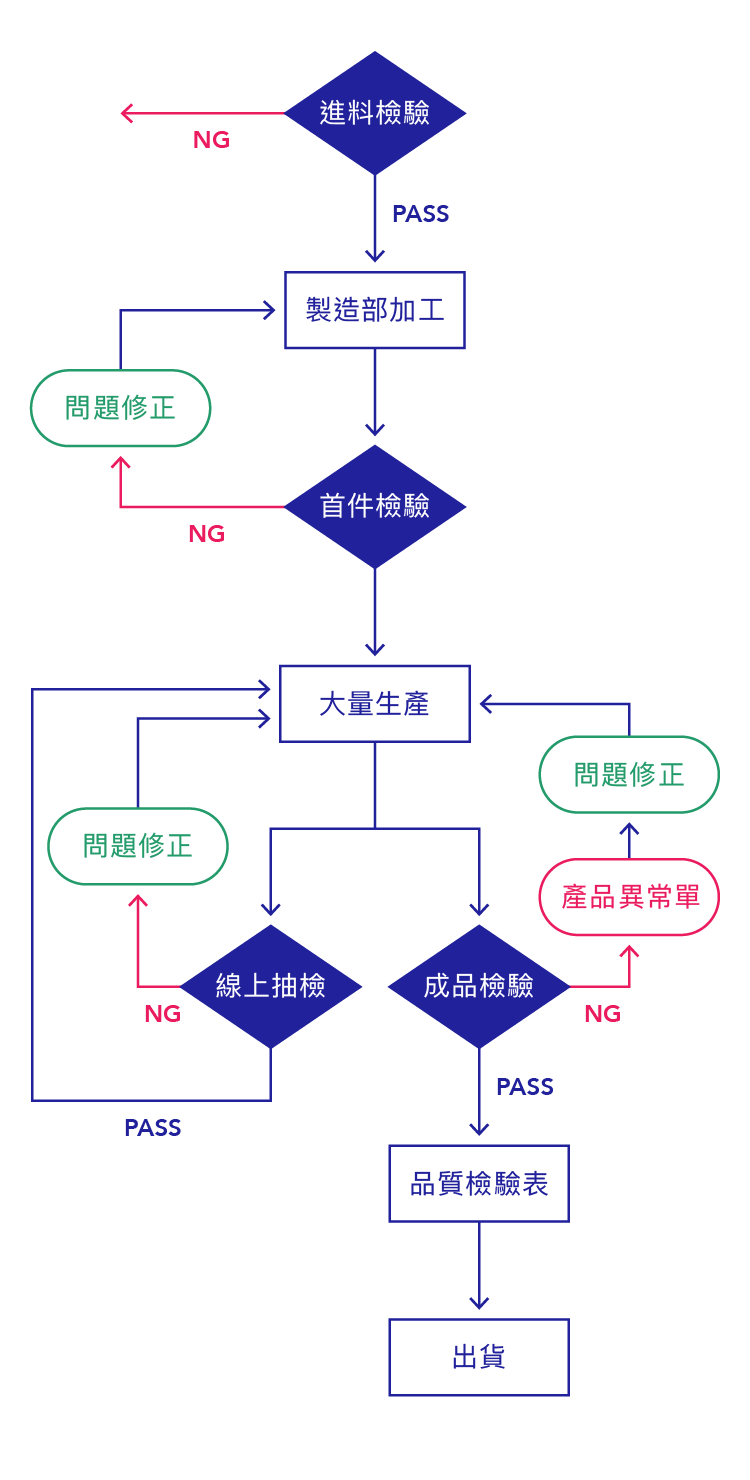 進料檢驗
NG
PASS
製造部加工
問題修正
首件檢驗
NG
大量生產
問題修正
問題修正
產品異常單
線上抽檢
成品檢驗
NG
NG
PASS
PASS
品質檢驗表
出貨